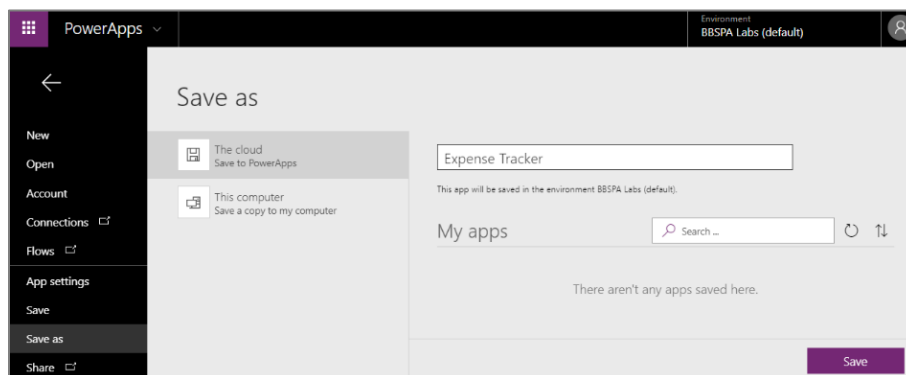 PowerApps
Environment
BBSPA Labs (default)
New
Open
Account
Connections
Flows
App settings
Save
Save as
Share
Save as
The cloud
Save to PowerApps
This computer
Save a copy to my computer
Expense Tracker
This app will be saved in the environment BBSPA Labs (default).
My apps
Search ...
There aren't any apps saved here.
Save